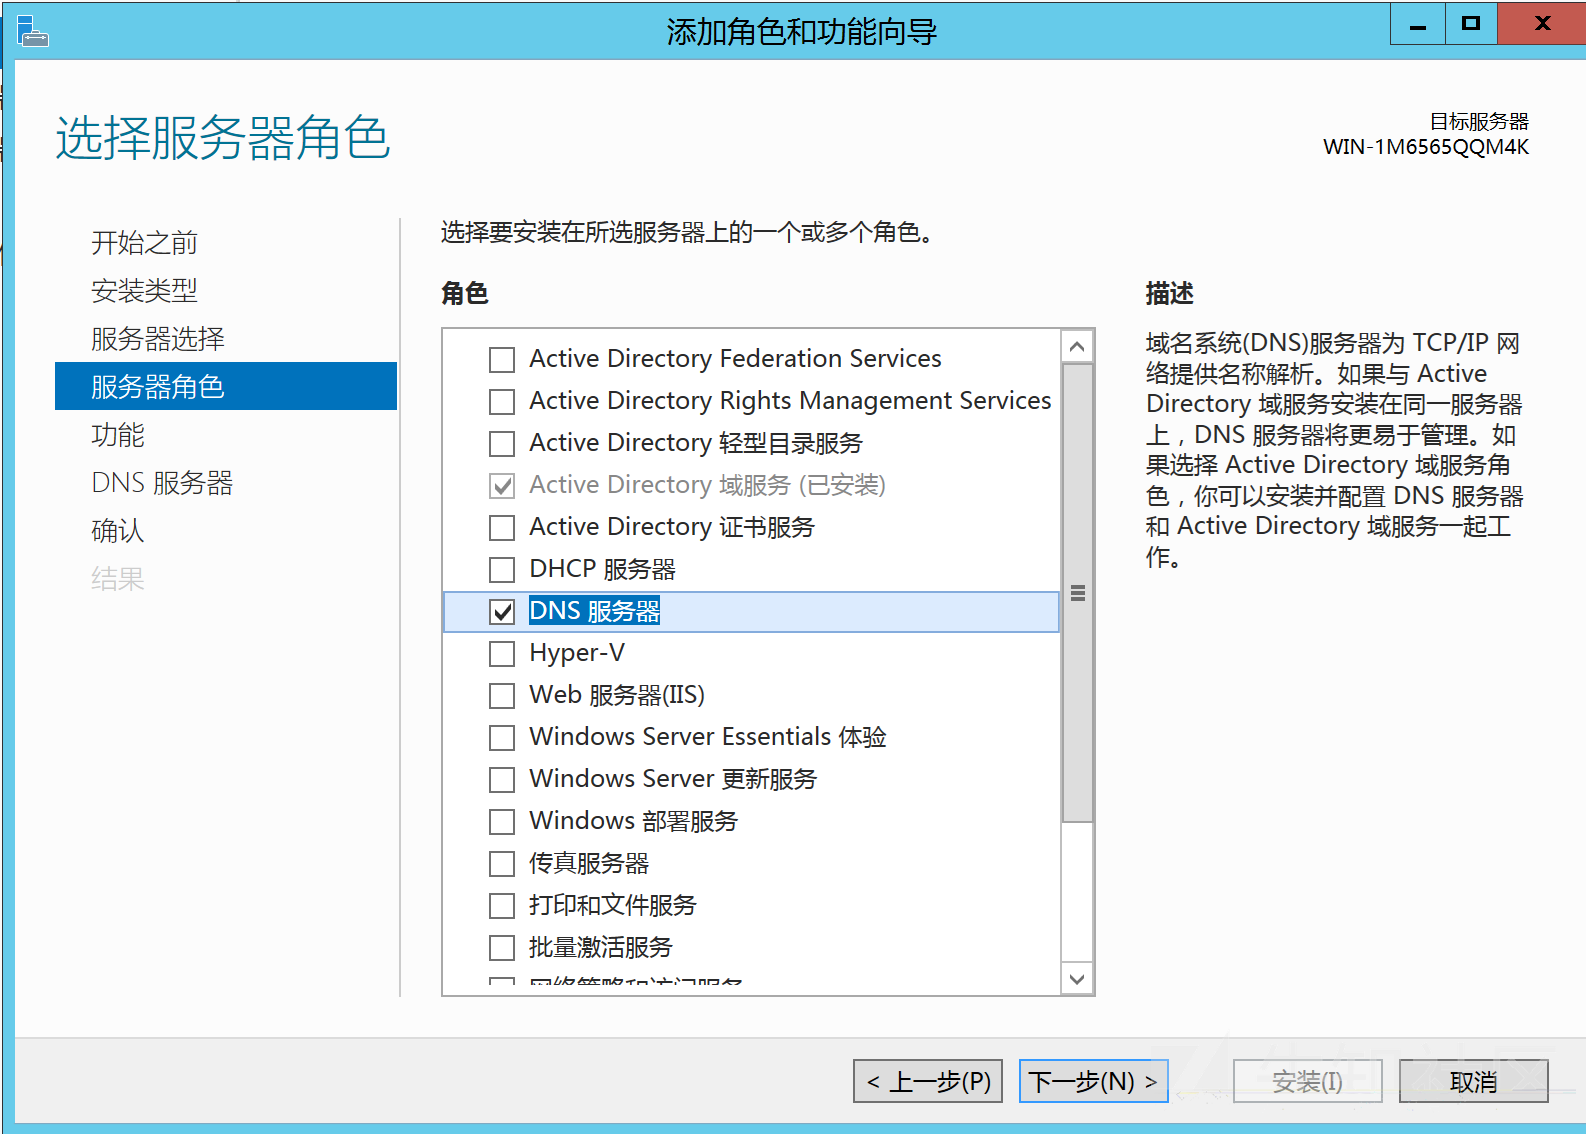 添加角色和功能向导
选择服务器角色
目标服务器
WIN-1M6565QQM4K
开始之前
安装类型
服务器选择
服务器角色
功能
DNS 服务器
确认
结果
选择要安装在所选服务器上的一个或多个角色。
角色
Active Directory Federation Services
Active Directory Rights Management Services
Active Directory 轻型目录服务
Active Directory 域服务 (已安装)
Active Directory 证书服务
DHCP 服务器
DNS 服务器
Hyper-V
Web 服务器(IIS)
Windows Server Essentials 体验
Windows Server 更新服务
Windows 部署服务
传真服务器
打印和文件服务
批量激活服务
网络策略和访问服务
描述
域名系统(DNS)服务器为 TCP/IP 网
络提供名称解析。如果与 Active
Directory 域服务安装在同一服务器
上，DNS 服务器将更易于管理。如
果选择 Active Directory 域服务角
色，你可以安装并配置 DNS 服务器
和 Active Directory 域服务一起工
作。
< 上一步(P)
下一步(N) >
安装(I)
取消